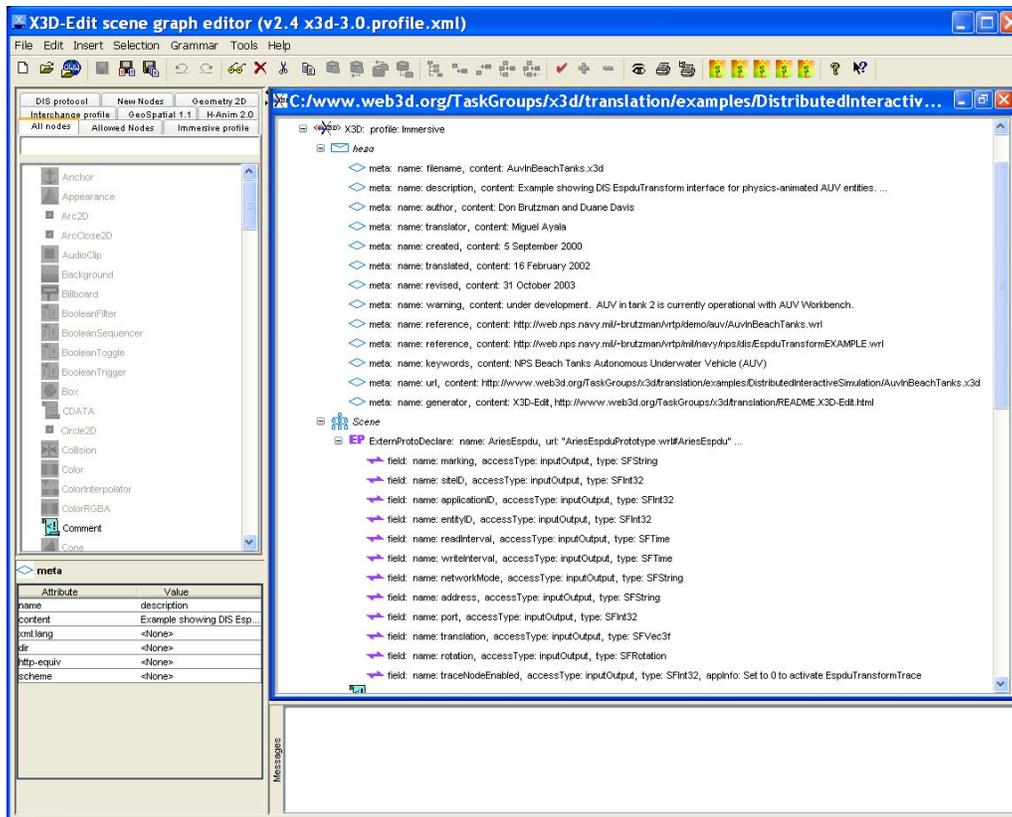 X3D-Edit scene graph editor (v2.4 x3d-3.0.profile.xml)
File Edit Insert Selection Grammar Tools Help
DIS protocol New Nodes Geometry 2D
Interchange profile GeoSpatial 1.1 H-Anim 2.0
All nodes Allowed Nodes Immersive profile
Anchor
Appearance
Arc2D
ArcClose2D
AudioClip
Background
Billboard
BooleanFilter
BooleanSequencer
BooleanToggle
BooleanTrigger
Box
CDATA
Circle2D
Collision
Color
ColorInterpolator
ColorRGBA
Comment
Cone
meta
Attribute Value
name description
content Example showing DIS Esp...
xml:lang <None>
dir <None>
http-equiv <None>
scheme <None>
C:/www.web3d.org/TaskGroups/x3d/translation/examples/DistributedInteractiv...
X3D: profile: Immersive
head
meta: name: filename, content: AuvInBeachTanks.x3d
meta: name: description, content: Example showing DIS EspduTransform interface for physics-animated AUV entities. ...
meta: name: author, content: Don Brutzman and Duane Davis
meta: name: translator, content: Miguel Ayala
meta: name: created, content: 5 September 2000
meta: name: translated, content: 16 February 2002
meta: name: revised, content: 31 October 2003
meta: name: warning, content: under development. AUV in tank 2 is currently operational with AUV Workbench.
meta: name: reference, content: http://web.nps.navy.mil/~brutzman/vrtp/demo/auv/AuvInBeachTanks.wrl
meta: name: reference, content: http://web.nps.navy.mil/~brutzman/vrtp/mil/navy/nps/dis/EspduTransformEXAMPLE.wrl
meta: name: keywords, content: NPS Beach Tanks Autonomous Underwater Vehicle (AUV)
meta: name: url, content: http://www.web3d.org/TaskGroups/x3d/translation/examples/DistributedInteractiveSimulation/AuvInBeachTanks.x3d
meta: name: generator, content: X3D-Edit, http://www.web3d.org/TaskGroups/x3d/translation/README.X3D-Edit.html
Scene
EP ExternProtoDeclare: name: AriesEspdu, url: "AriesEspduPrototype.wrl#AriesEspdu" ...
field: name: marking, accessType: inputOutput, type: SFString
field: name: siteID, accessType: inputOutput, type: SFInt32
field: name: applicationID, accessType: inputOutput, type: SFInt32
field: name: entityID, accessType: inputOutput, type: SFInt32
field: name: readInterval, accessType: inputOutput, type: SFTime
field: name: writeInterval, accessType: inputOutput, type: SFTime
field: name: networkMode, accessType: inputOutput, type: SFString
field: name: address, accessType: inputOutput, type: SFString
field: name: port, accessType: inputOutput, type: SFInt32
field: name: translation, accessType: inputOutput, type: SFVec3f
field: name: rotation, accessType: inputOutput, type: SFRotation
field: name: traceNodeEnabled, accessType: inputOutput, type: SFInt32, appInfo: Set to 0 to activate EspduTransformTrace
Messages